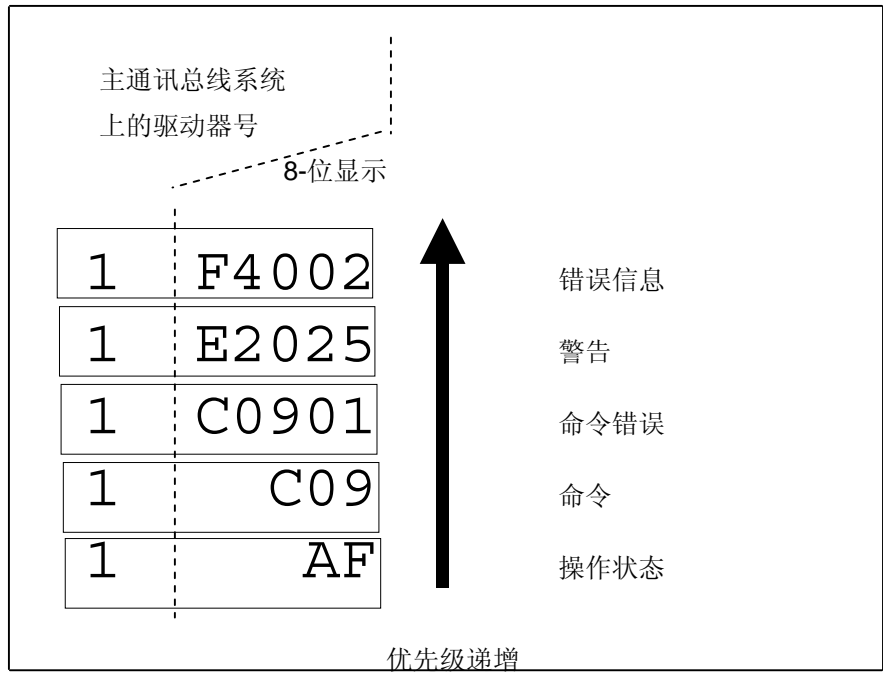 主通讯总线系统
上的驱动器号
8-位显示
1 F4002 错误信息
1 E2025 警告
1 C0901 命令错误
1 C09 命令
1 AF 操作状态
优先级递增